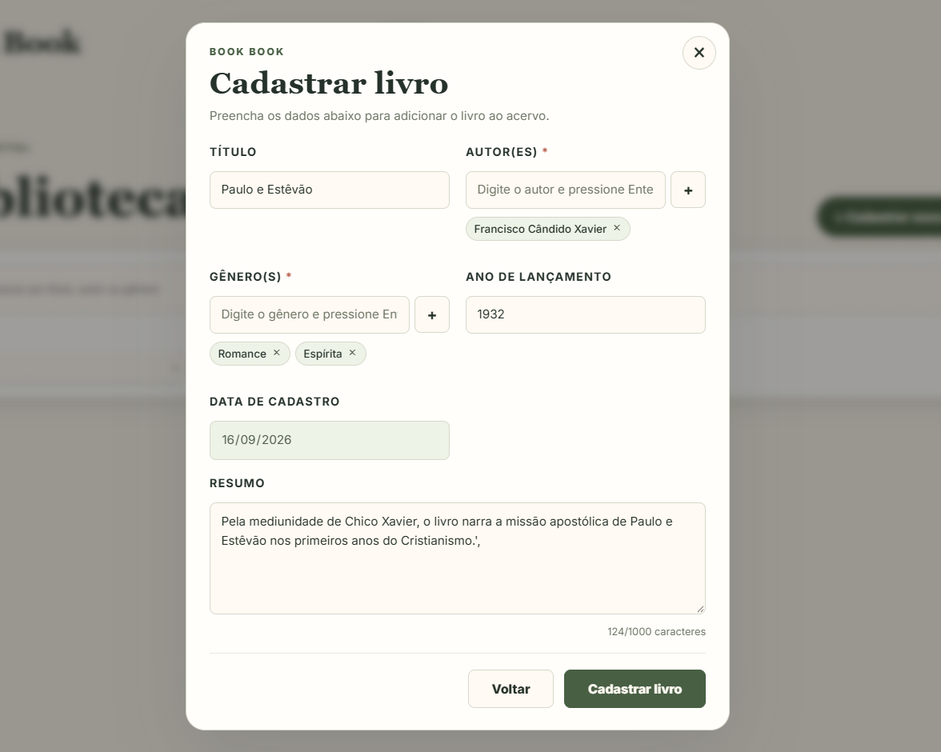 Book
BOOK BOOK
Cadastrar livro
Preencha os dados abaixo para adicionar o livro ao acervo.
TÍTULO
AUTOR(ES) *
Paulo e Estêvão
Digite o autor e pressione Ente
+
Francisco Cândido Xavier ×
GÊNERO(S) *
ANO DE LANÇAMENTO
Digite o gênero e pressione En
+
1932
Romance ×
Espírita ×
DATA DE CADASTRO
16/09/2026
RESUMO
Pela mediunidade de Chico Xavier, o livro narra a missão apostólica de Paulo e
Estêvão nos primeiros anos do Cristianismo.',
124/1000 caracteres
Voltar
Cadastrar livro